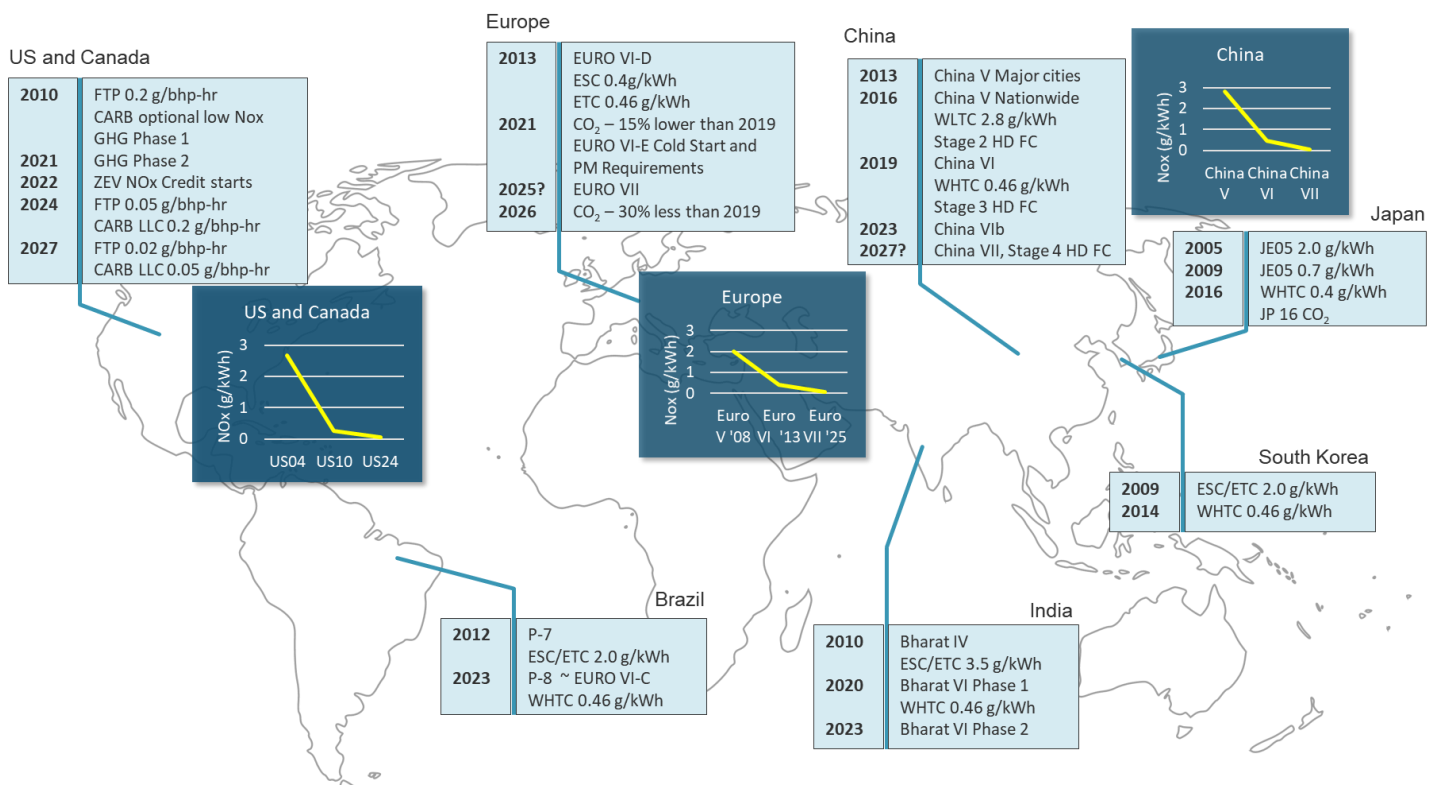 US and Canada
2010 FTP 0.2 g/bhp-hr
CARB optional low Nox
GHG Phase 1
2021 GHG Phase 2
2022 ZEV NOx Credit starts
2024 FTP 0.05 g/bhp-hr
CARB LLC 0.2 g/bhp-hr
2027 FTP 0.02 g/bhp-hr
CARB LLC 0.05 g/bhp-hr
US and Canada
NOx (g/kWh)
3
2
1
0
US04 US10 US24
Europe
2013 EURO VI-D
ESC 0.4g/kWh
ETC 0.46 g/kWh
2021 CO₂ – 15% lower than 2019
EURO VI-E Cold Start and
PM Requirements
2025? EURO VII
2026 CO₂ – 30% less than 2019
Europe
Nox (g/kWh)
3
2
1
0
Euro Euro Euro
V '08 VI '13 VII '25
China
2013 China V Major cities
2016 China V Nationwide
WLTC 2.8 g/kWh
Stage 2 HD FC
2019 China VI
WHTC 0.46 g/kWh
Stage 3 HD FC
2023 China VIb
2027? China VII, Stage 4 HD FC
China
Nox (g/kWh)
3
2
1
0
China China China
V VI VII
Japan
2005 JE05 2.0 g/kWh
2009 JE05 0.7 g/kWh
2016 WHTC 0.4 g/kWh
JP 16 CO₂
South Korea
2009 ESC/ETC 2.0 g/kWh
2014 WHTC 0.46 g/kWh
Brazil
2012 P-7
ESC/ETC 2.0 g/kWh
2023 P-8 ~ EURO VI-C
WHTC 0.46 g/kWh
India
2010 Bharat IV
ESC/ETC 3.5 g/kWh
2020 Bharat VI Phase 1
WHTC 0.46 g/kWh
2023 Bharat VI Phase 2